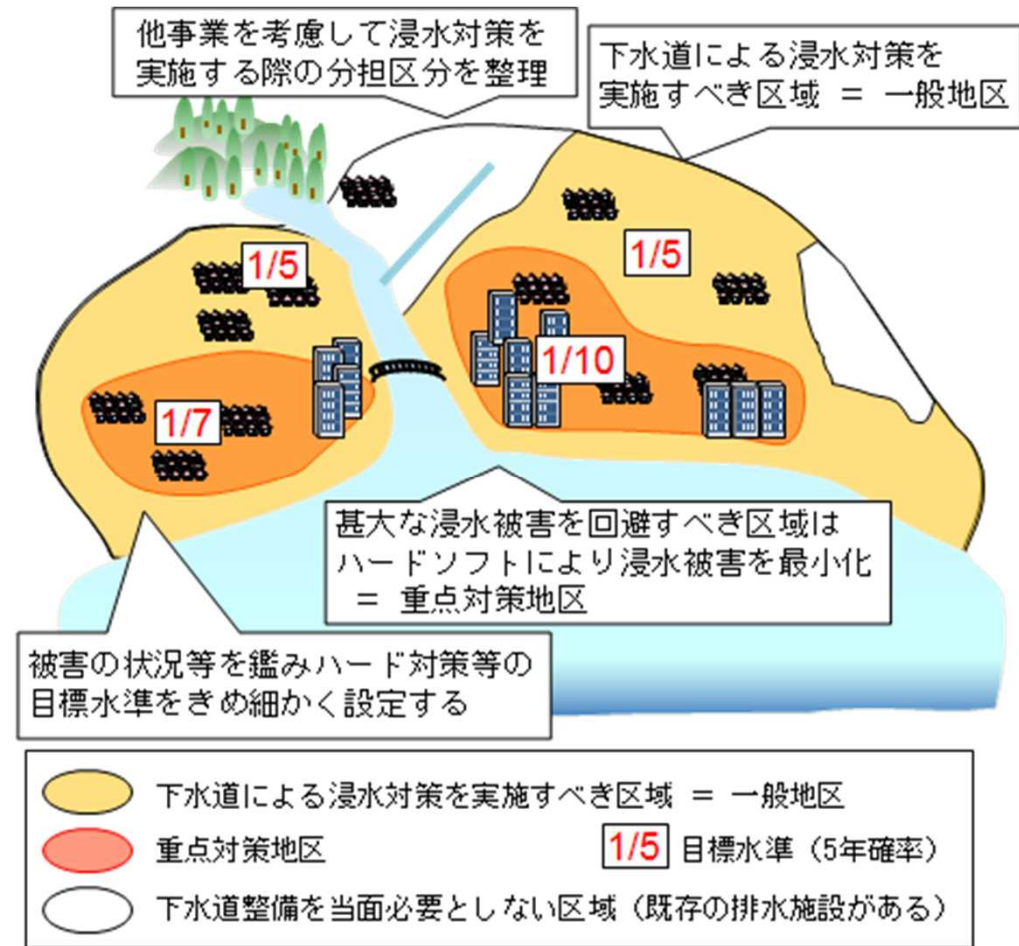 他事業を考慮して浸水対策を
実施する際の分担区分を整理
下水道による浸水対策を
実施すべき区域 = 一般地区
1/5
1/5
1/10
1/7
甚大な浸水被害を回避すべき区域は
ハードソフトにより浸水被害を最小化
= 重点対策地区
被害の状況等を鑑みハード対策等の
目標水準をきめ細かく設定する
下水道による浸水対策を実施すべき区域 = 一般地区
重点対策地区
1/5 目標水準(5年確率)
下水道整備を当面必要としない区域(既存の排水施設がある)